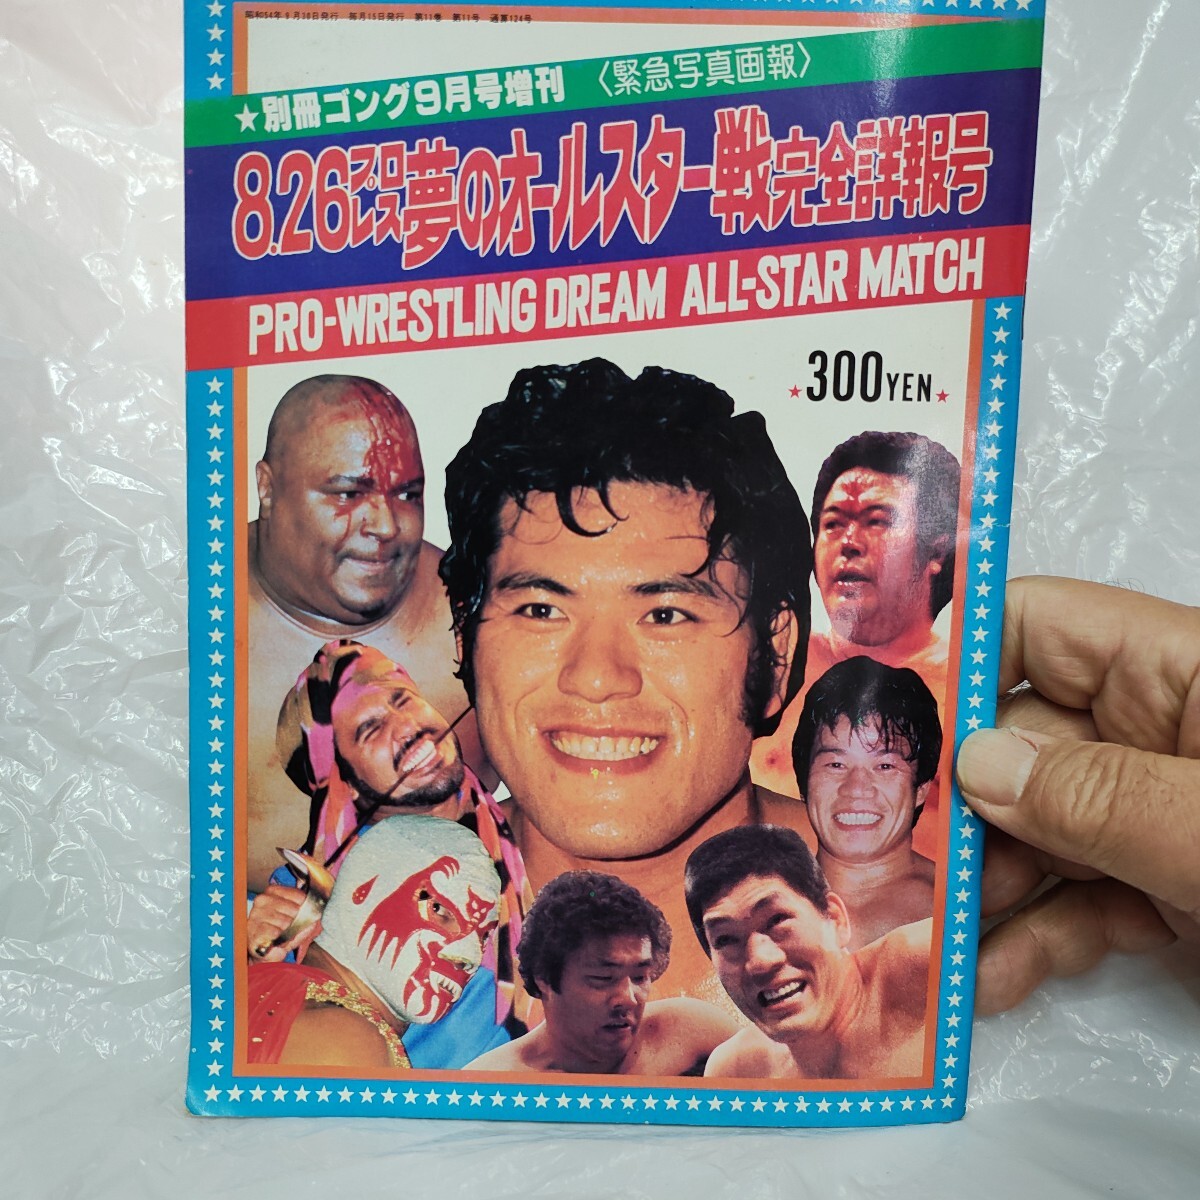 昭和54年9月30日発行 毎月15日発行 第11巻 第11号 通算124号
★別冊ゴング9月号増刊 〈緊急写真画報〉
8.26プロレス夢のオールスター戦完全詳報号
PRO-WRESTLING DREAM ALL-STAR MATCH
★300YEN★